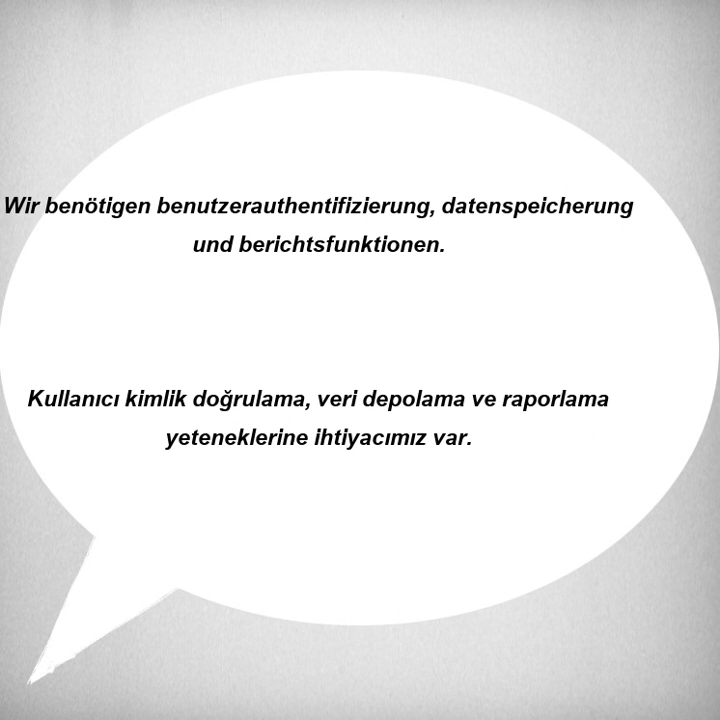 Wir benötigen benutzerauthentifizierung, datenspeicherung
und berichtsfunktionen.
Kullanıcı kimlik doğrulama, veri depolama ve raporlama
yeteneklerine ihtiyacımız var.